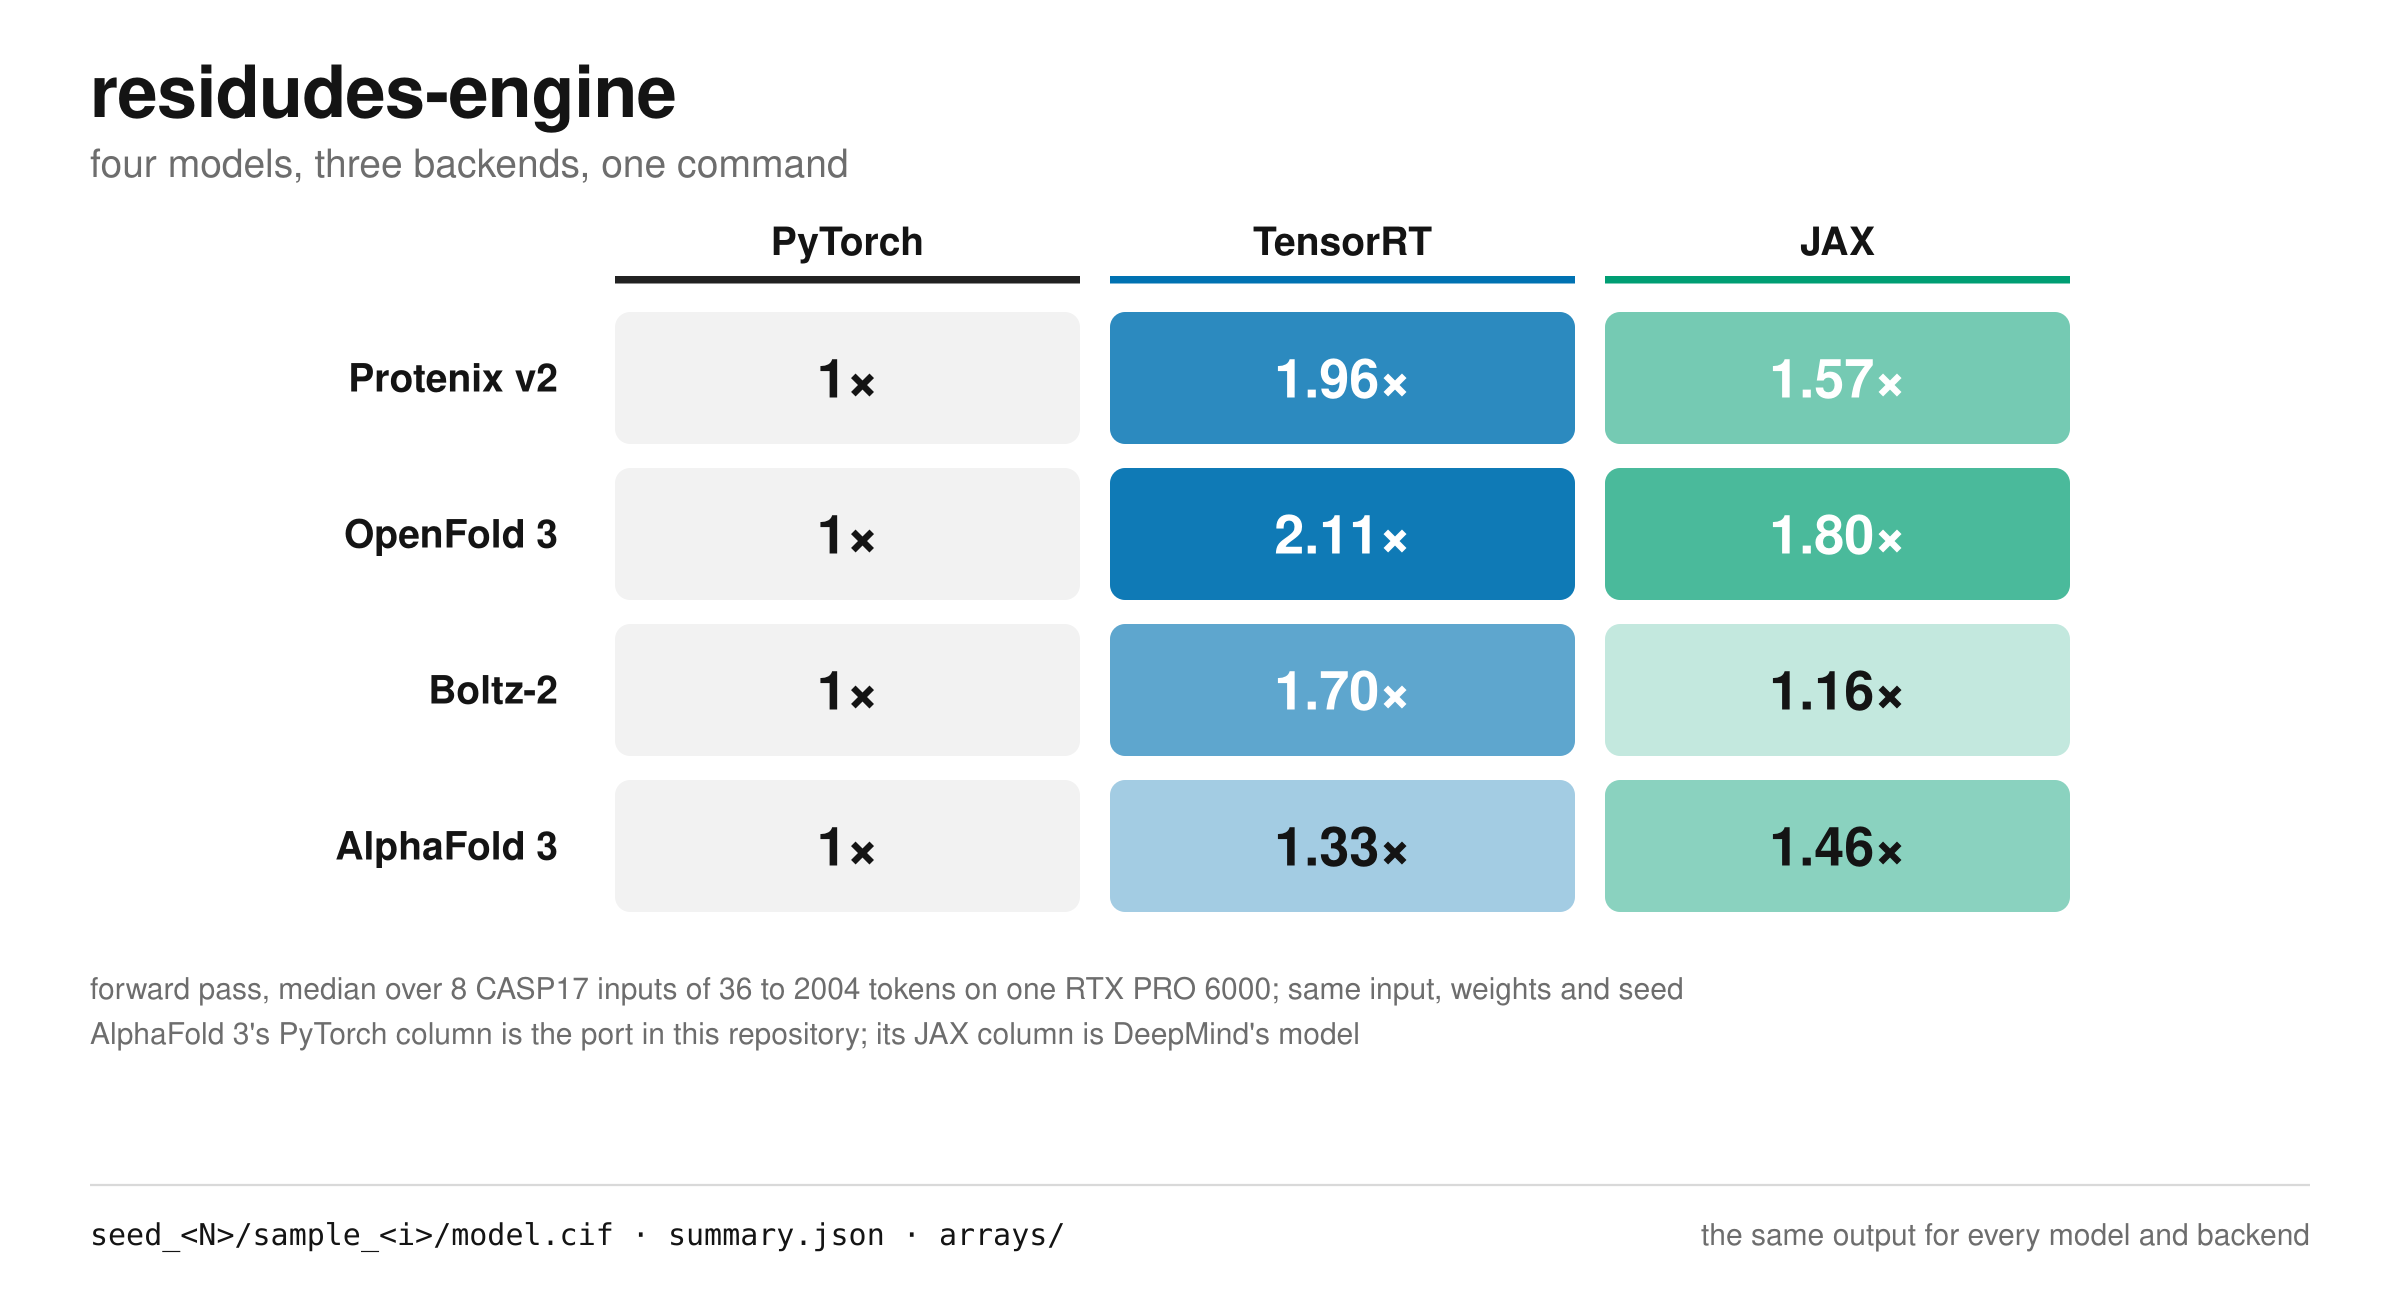 residudes-engine
four models, three backends, one command
PyTorch TensorRT JAX
Protenix v2 1× 1.96× 1.57×
OpenFold 3 1× 2.11× 1.80×
Boltz-2 1× 1.70× 1.16×
AlphaFold 3 1× 1.33× 1.46×
forward pass, median over 8 CASP17 inputs of 36 to 2004 tokens on one RTX PRO 6000; same input, weights and seed
AlphaFold 3's PyTorch column is the port in this repository; its JAX column is DeepMind's model
seed_<N>/sample_<i>/model.cif · summary.json · arrays/ the same output for every model and backend